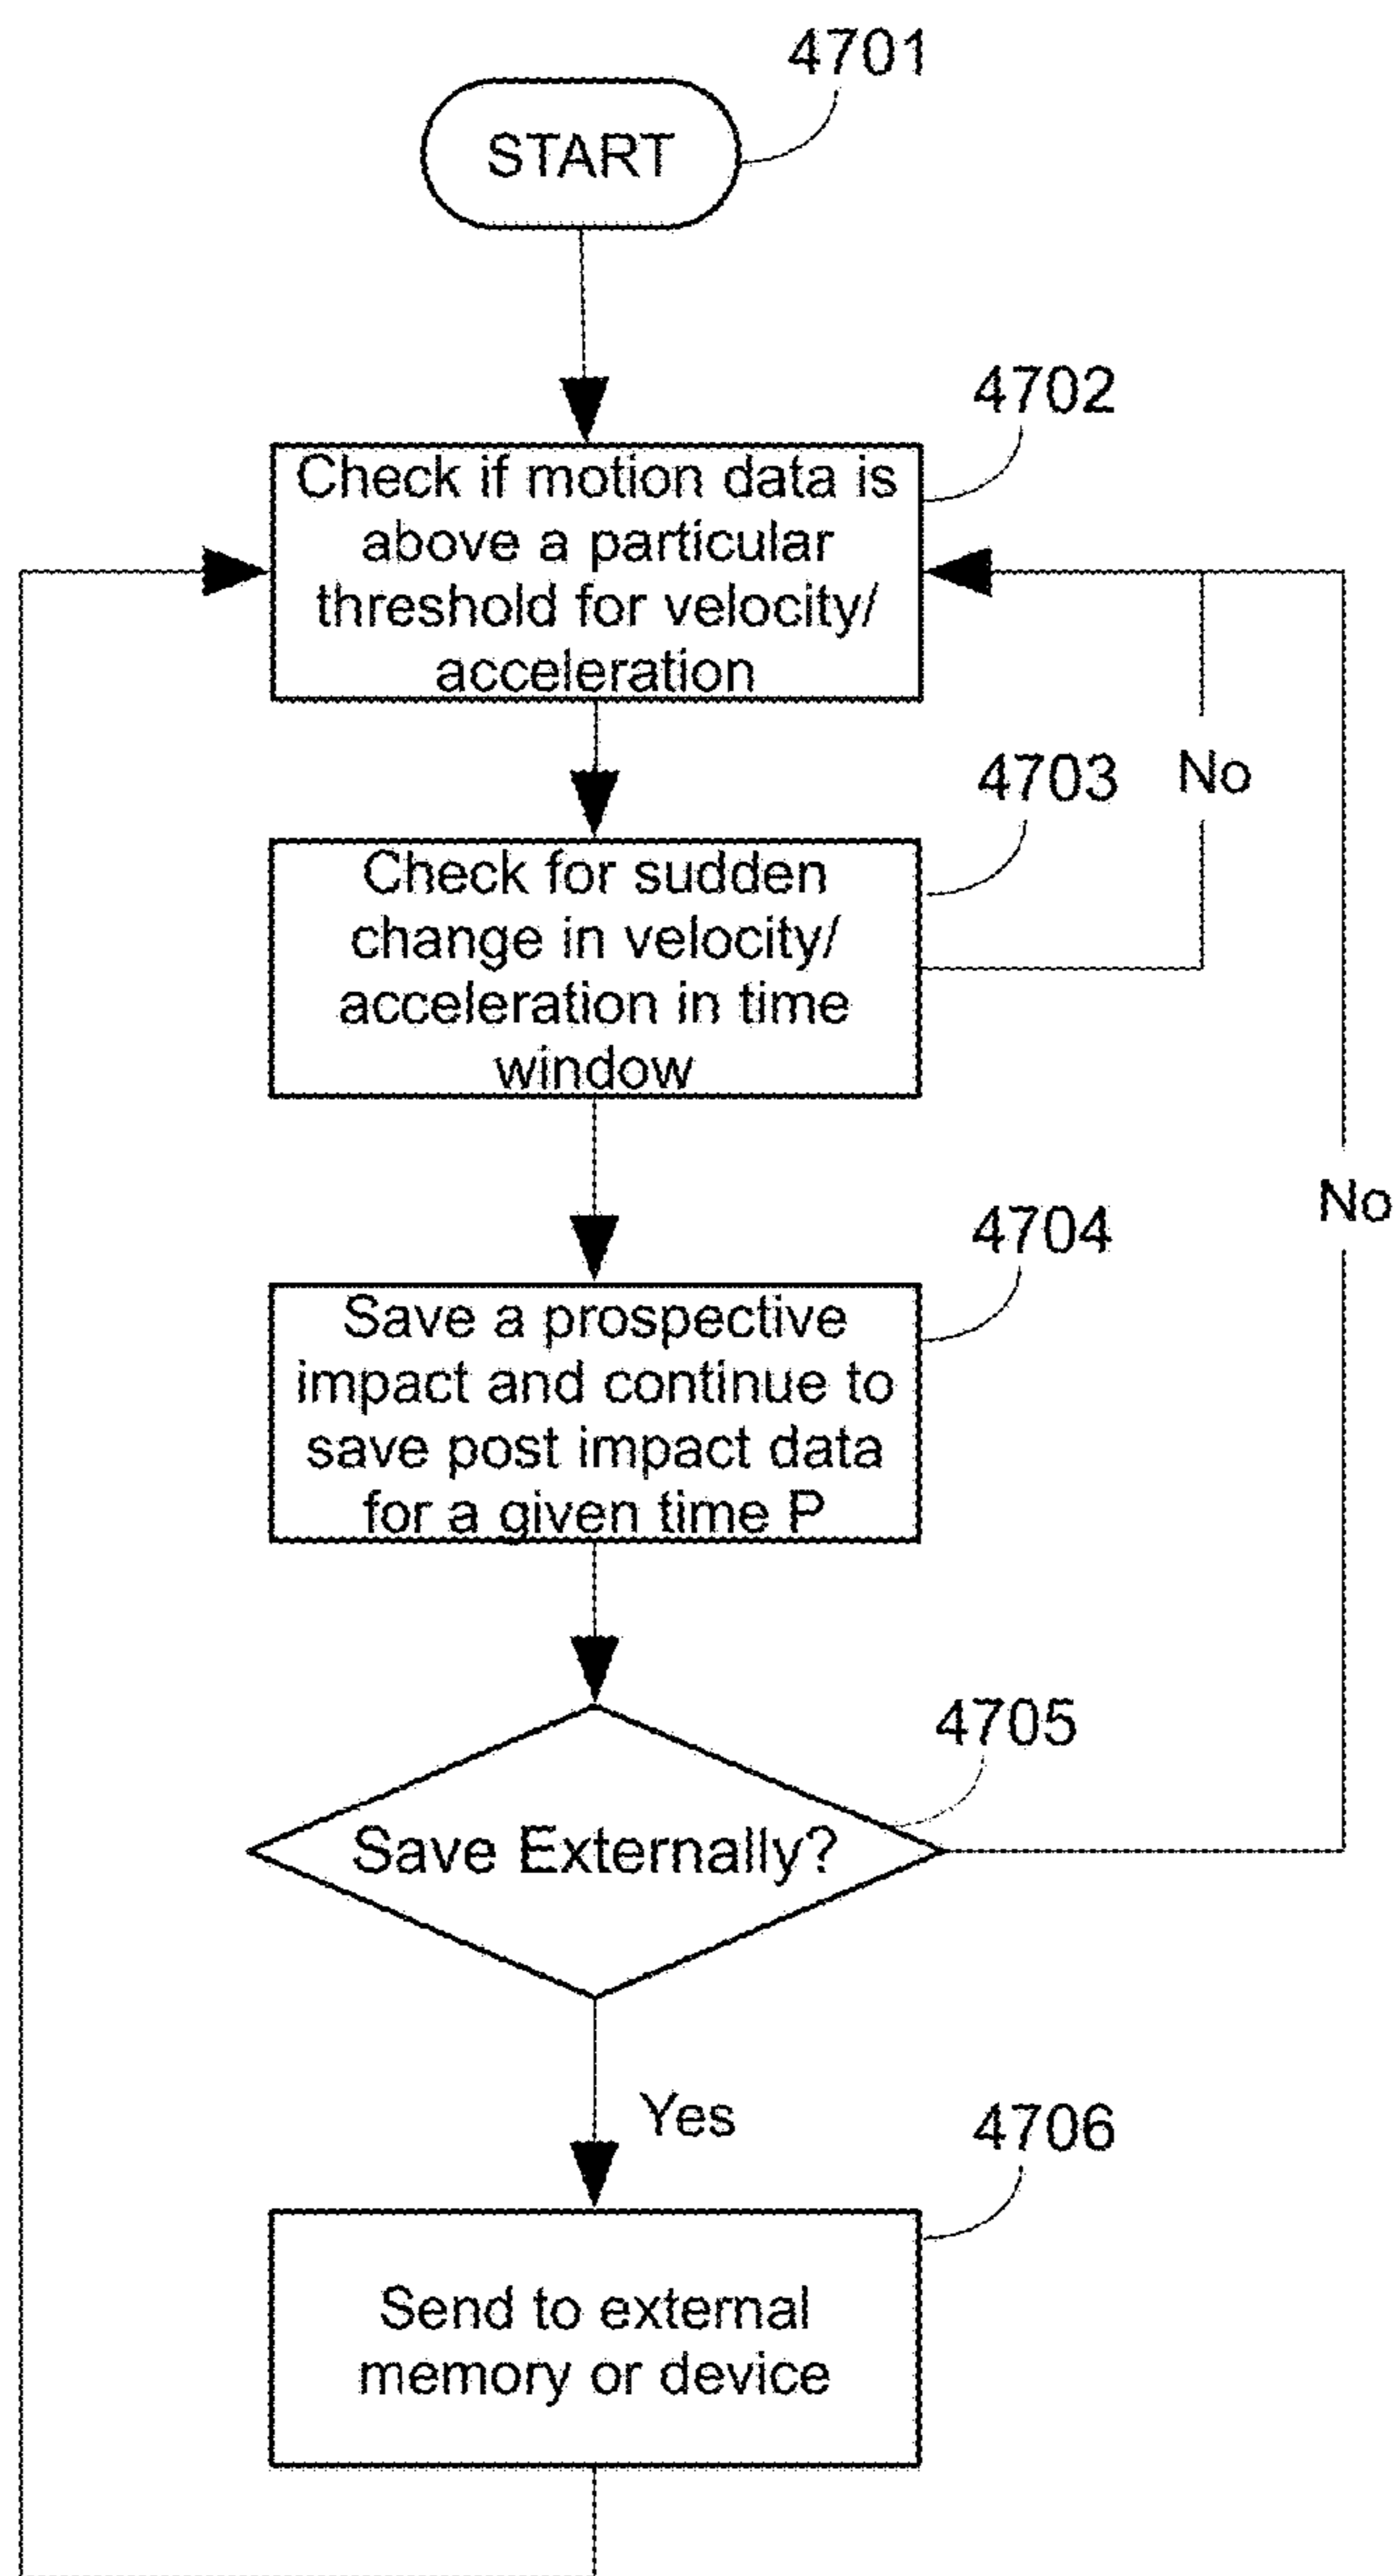 4701
START
4702
Check if motion data is
above a particular
threshold for velocity/
acceleration
4703
No
Check for sudden
change in velocity/
acceleration in time
window
No
4704
Save a prospective
impact and continue to
save post impact data
for a given time P
4705
Save Externally?
Yes
4706
Send to external
memory or device